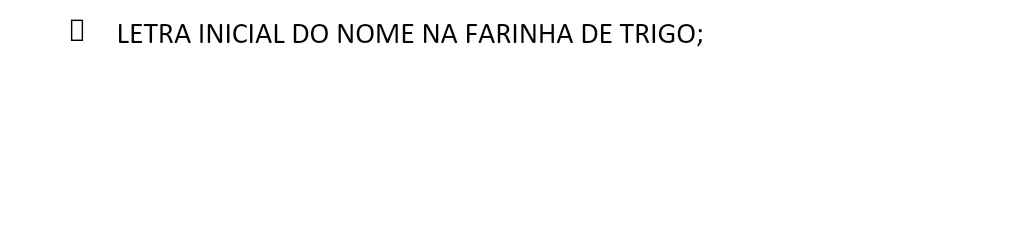 LETRA INICIAL DO NOME NA FARINHA DE TRIGO;